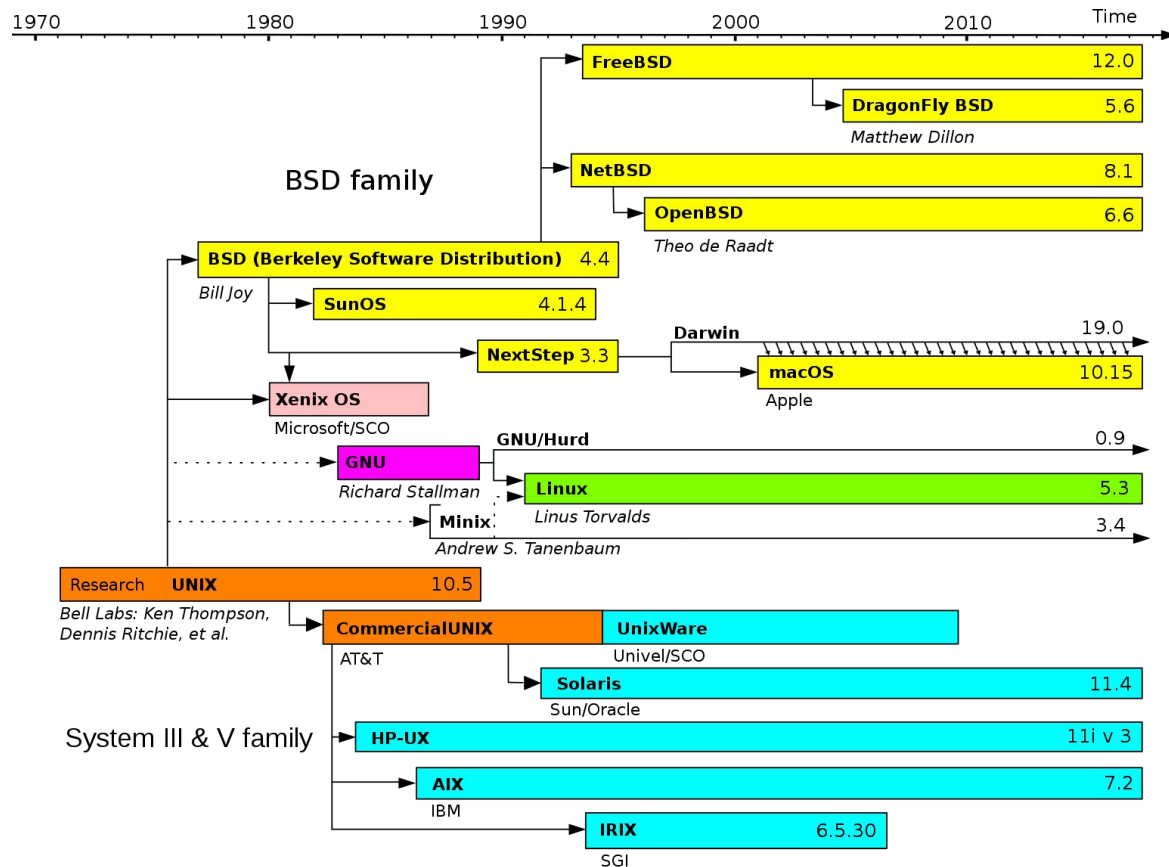 1970 1980 1990 2000 2010 Time
FreeBSD 12.0
DragonFly BSD 5.6
Matthew Dillon
BSD family
NetBSD 8.1
OpenBSD 6.6
Theo de Raadt
BSD (Berkeley Software Distribution) 4.4
Bill Joy
SunOS 4.1.4
Darwin 19.0
NextStep 3.3
macOS 10.15
Apple
Xenix OS
Microsoft/SCO
GNU/Hurd 0.9
GNU
Richard Stallman
Linux 5.3
Linus Torvalds
Minix 3.4
Andrew S. Tanenbaum
Research UNIX 10.5
Bell Labs: Ken Thompson,
Dennis Ritchie, et al.
CommercialUNIX UnixWare
AT&T Univel/SCO
Solaris 11.4
Sun/Oracle
System III & V family
HP-UX 11i v 3
AIX 7.2
IBM
IRIX 6.5.30
SGI